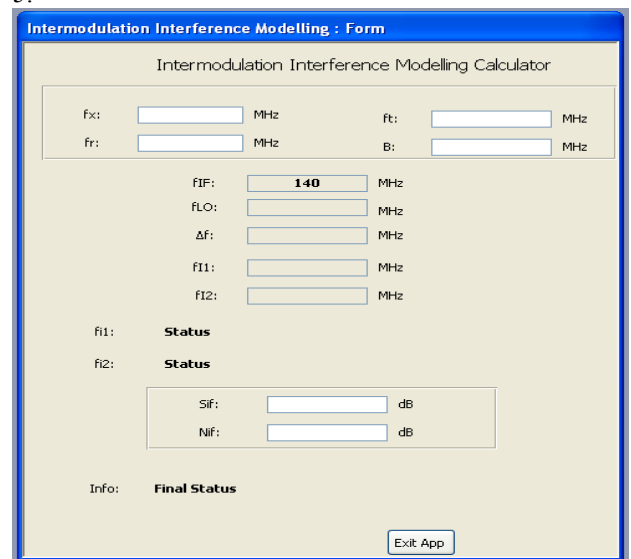 Intermodulation Interference Modelling : Form
Intermodulation Interference Modelling Calculator
fx: MHz ft: MHz
fr: MHz B: MHz
fIF: 140 MHz
fLO: MHz
Δf: MHz
fI1: MHz
fI2: MHz
fi1: Status
fi2: Status
Sif: dB
Nif: dB
Info: Final Status
Exit App